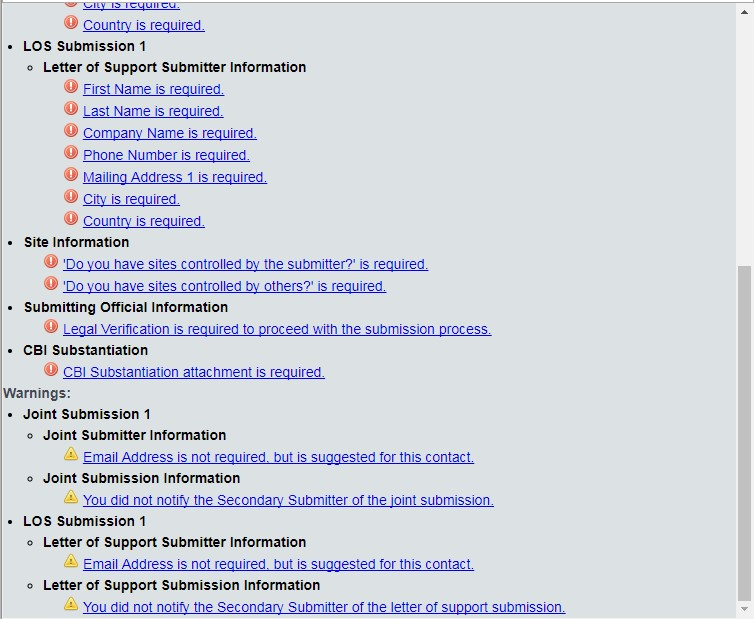 City is required.
Country is required.
LOS Submission 1
Letter of Support Submitter Information
First Name is required.
Last Name is required.
Company Name is required.
Phone Number is required.
Mailing Address 1 is required.
City is required.
Country is required.
Site Information
'Do you have sites controlled by the submitter?' is required.
'Do you have sites controlled by others?' is required.
Submitting Official Information
Legal Verification is required to proceed with the submission process.
CBI Substantiation
CBI Substantiation attachment is required.
Warnings:
Joint Submission 1
Joint Submitter Information
Email Address is not required, but is suggested for this contact.
Joint Submission Information
You did not notify the Secondary Submitter of the joint submission.
LOS Submission 1
Letter of Support Submitter Information
Email Address is not required, but is suggested for this contact.
Letter of Support Submission Information
You did not notify the Secondary Submitter of the letter of support submission.